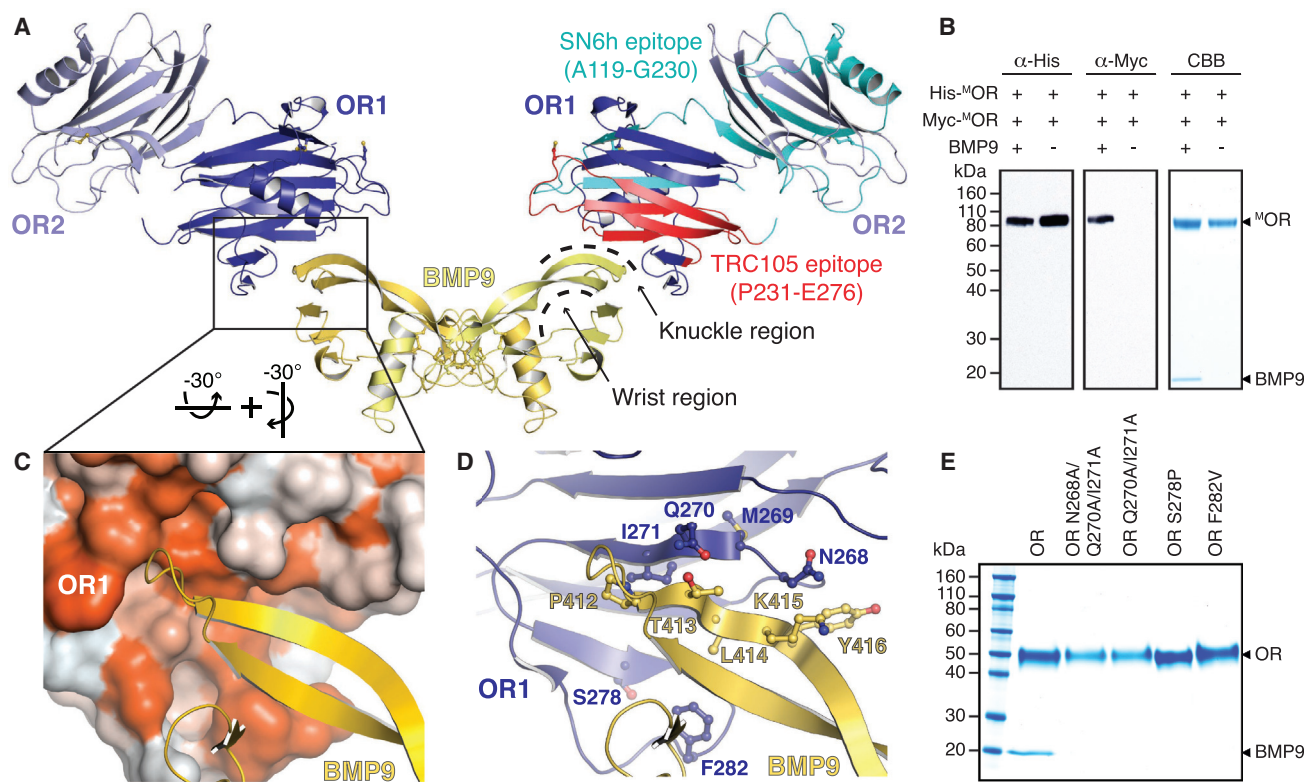 A
OR1
OR2
SN6h epitope
(A119-G230)
OR1
OR2
BMP9
TRC105 epitope
(P231-E276)
Knuckle region
Wrist region
-30°
+
-30°
B
α-His
α-Myc
CBB
His-ᴹOR + + + + + +
Myc-ᴹOR + + + + + +
BMP9 + - + - + -
kDa
160
110
80
60
50
40
30
20
ᴹOR
BMP9
C
OR1
BMP9
D
Q270
M269
I271
N268
P412
K415
T413
Y416
L414
OR1
S278
F282
BMP9
E
OR
OR N268A/
Q270A/I271A
OR Q270A/I271A
OR S278P
OR F282V
kDa
160
110
80
60
50
40
30
20
OR
BMP9